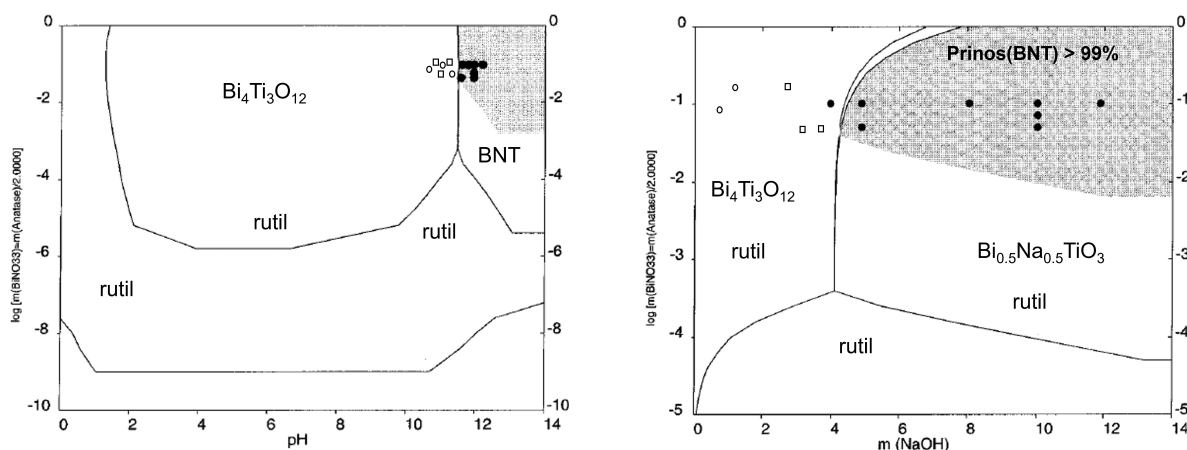 0
0
-2
-2
-4
-4
-6
-6
-8
-8
-10
-10
0
2
4
6
8
10
12
14
pH
log [m(BiNO33)=m(Anatase)/2.0000]
Bi4Ti3O12
BNT
rutil
rutil
rutil
0
0
-1
-1
-2
-2
-3
-3
-4
-4
-5
-5
0
2
4
6
8
10
12
14
m (NaOH)
log [m(BiNO33)=m(Anatase)/2.0000]
Prinos(BNT) > 99%
Bi4Ti3O12
rutil
Bi0.5Na0.5TiO3
rutil
rutil